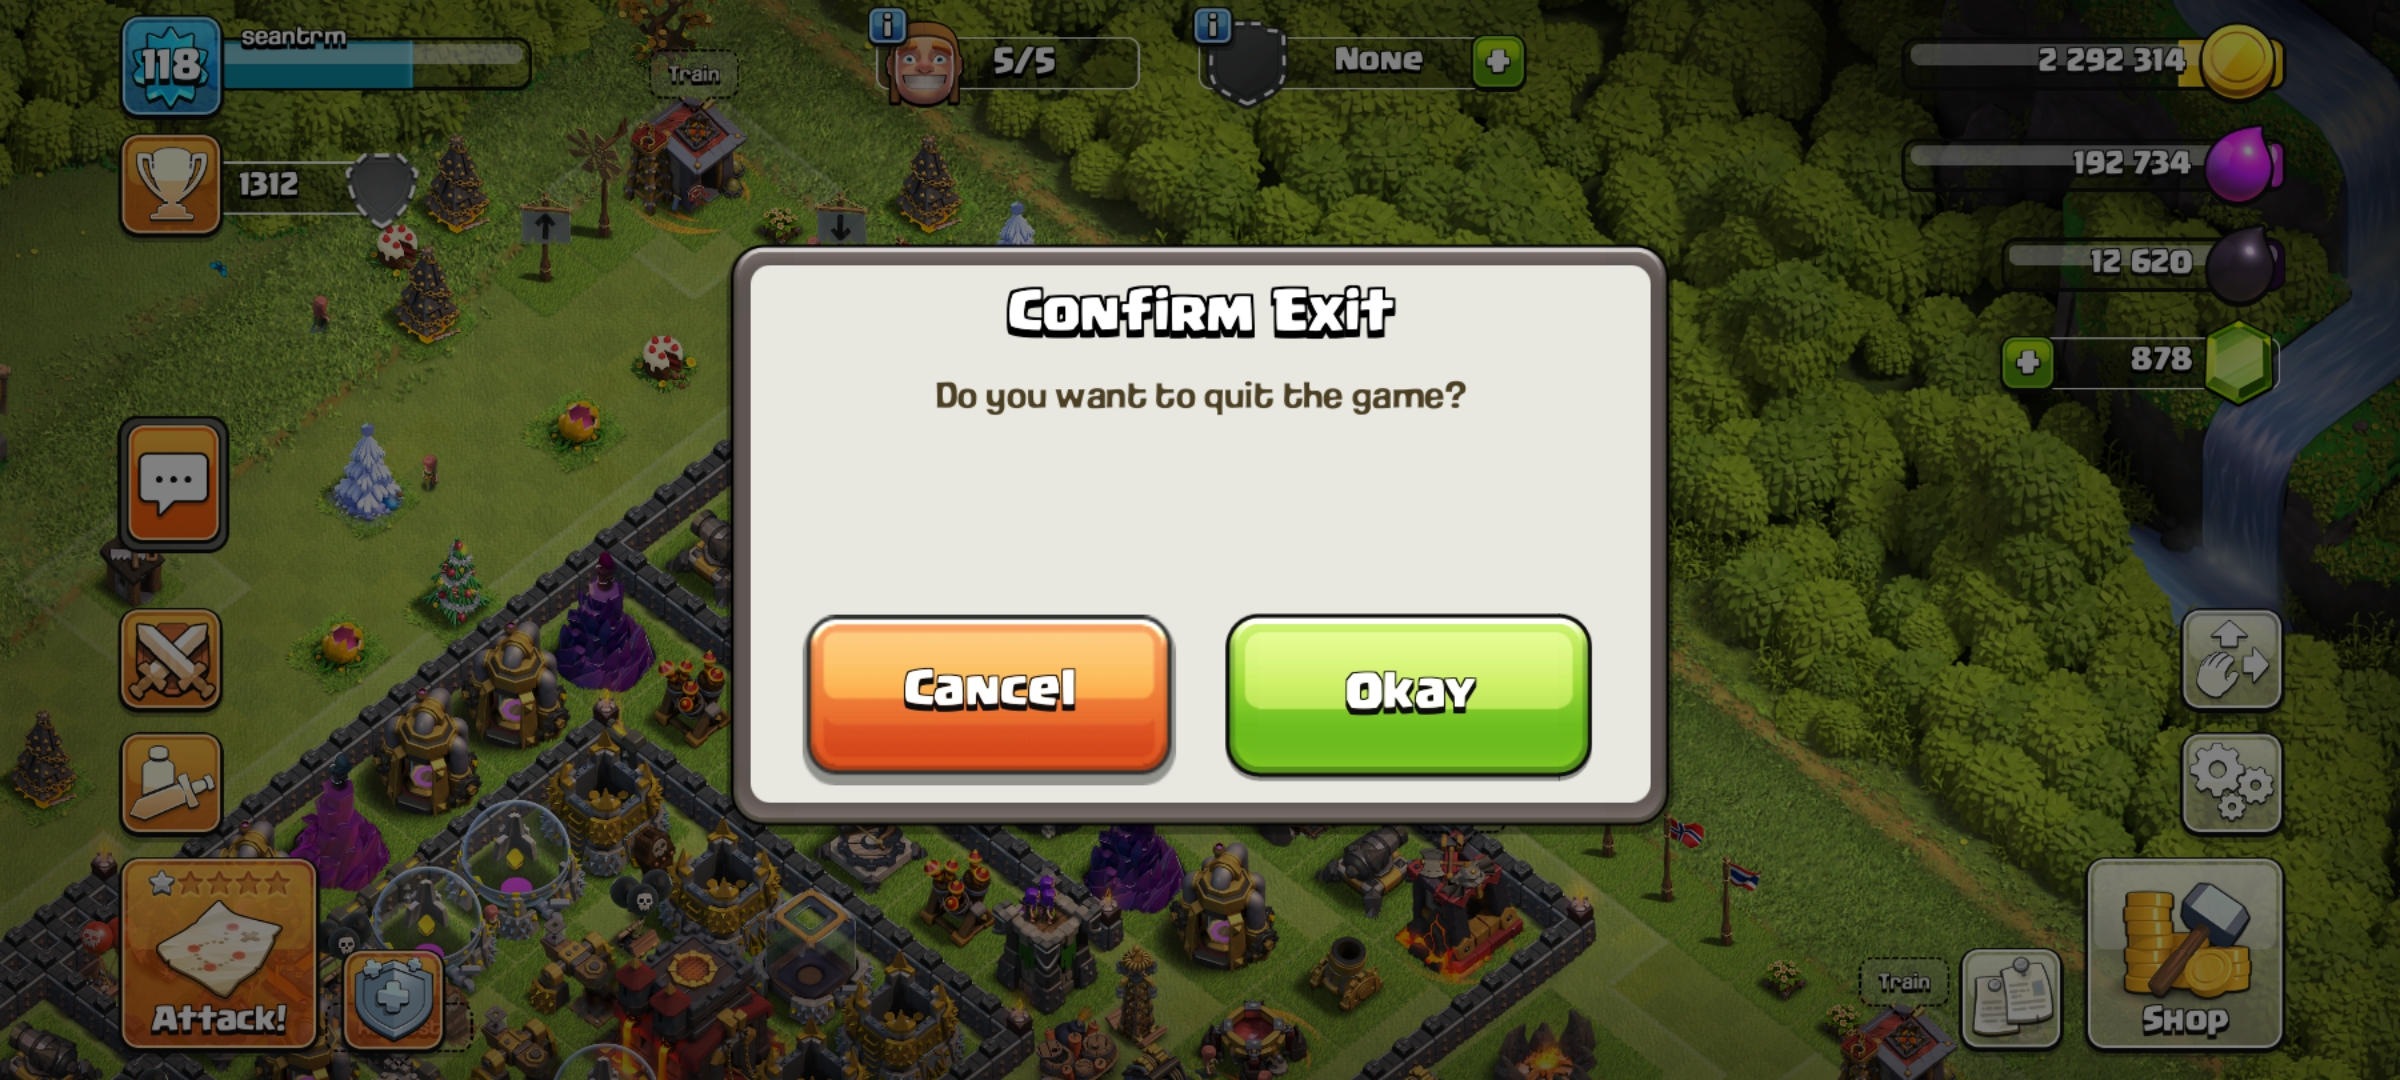 118
seantrm
Train
5/5
None
2 292 314
1312
192 734
12 620
878
Confirm Exit
Do you want to quit the game?
Cancel
Okay
Attack!
Train
Shop